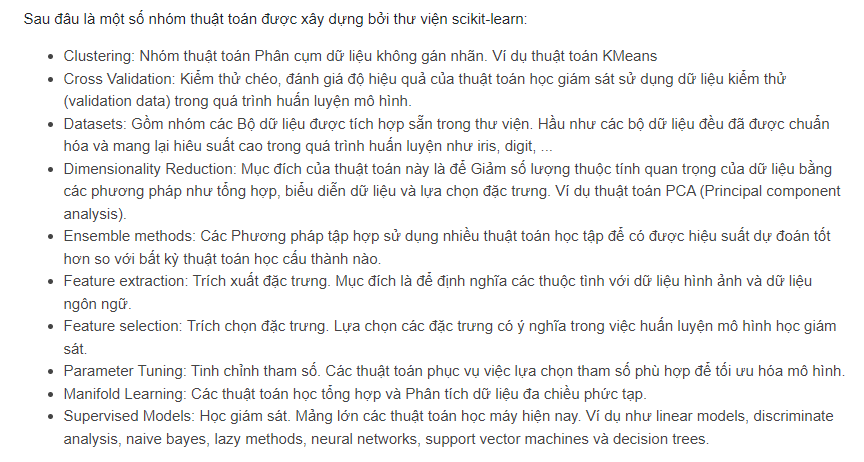 Sau đâu là một số nhóm thuật toán được xây dựng bởi thư viện scikit-learn:
• Clustering: Nhóm thuật toán Phân cụm dữ liệu không gán nhãn. Ví dụ thuật toán KMeans
• Cross Validation: Kiểm thử chéo, đánh giá độ hiệu quả của thuật toán học giám sát sử dụng dữ liệu kiểm thử
(validation data) trong quá trình huấn luyện mô hình.
• Datasets: Gồm nhóm các Bộ dữ liệu được tích hợp sẵn trong thư viện. Hầu như các bộ dữ liệu đều đã được chuẩn
hóa và mang lại hiêu suất cao trong quá trình huấn luyện như iris, digit, ...
• Dimensionality Reduction: Mục đích của thuật toán này là để Giảm số lượng thuộc tính quan trọng của dữ liệu bằng
các phương pháp như tổng hợp, biểu diễn dữ liệu và lựa chọn đặc trưng. Ví dụ thuật toán PCA (Principal component
analysis).
• Ensemble methods: Các Phương pháp tập hợp sử dụng nhiều thuật toán học tập để có được hiệu suất dự đoán tốt
hơn so với bất kỳ thuật toán học cấu thành nào.
• Feature extraction: Trích xuất đặc trưng. Mục đích là để định nghĩa các thuộc tình với dữ liệu hình ảnh và dữ liệu
ngôn ngữ.
• Feature selection: Trích chọn đặc trưng. Lựa chọn các đặc trưng có ý nghĩa trong việc huấn luyện mô hình học giám
sát.
• Parameter Tuning: Tinh chỉnh tham số. Các thuật toán phục vụ việc lựa chọn tham số phù hợp để tối ưu hóa mô hình.
• Manifold Learning: Các thuật toán học tổng hợp và Phân tích dữ liệu đa chiều phức tạp.
• Supervised Models: Học giám sát. Mảng lớn các thuật toán học máy hiện nay. Ví dụ như linear models, discriminate
analysis, naive bayes, lazy methods, neural networks, support vector machines và decision trees.